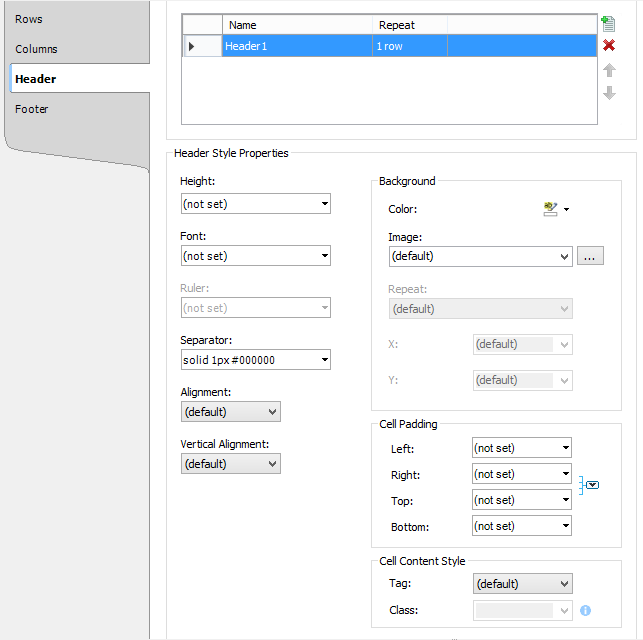 Rows
Columns
Header
Footer
Name Repeat
Header1 1 row
Header Style Properties
Height:
(not set)
Font:
(not set)
Ruler:
(not set)
Separator:
solid 1px #000000
Alignment:
(default)
Vertical Alignment:
(default)
Background
Color:
Image:
(default) ...
Repeat:
(default)
X: (default)
Y: (default)
Cell Padding
Left: (not set)
Right: (not set)
Top: (not set)
Bottom: (not set)
Cell Content Style
Tag: (default)
Class: